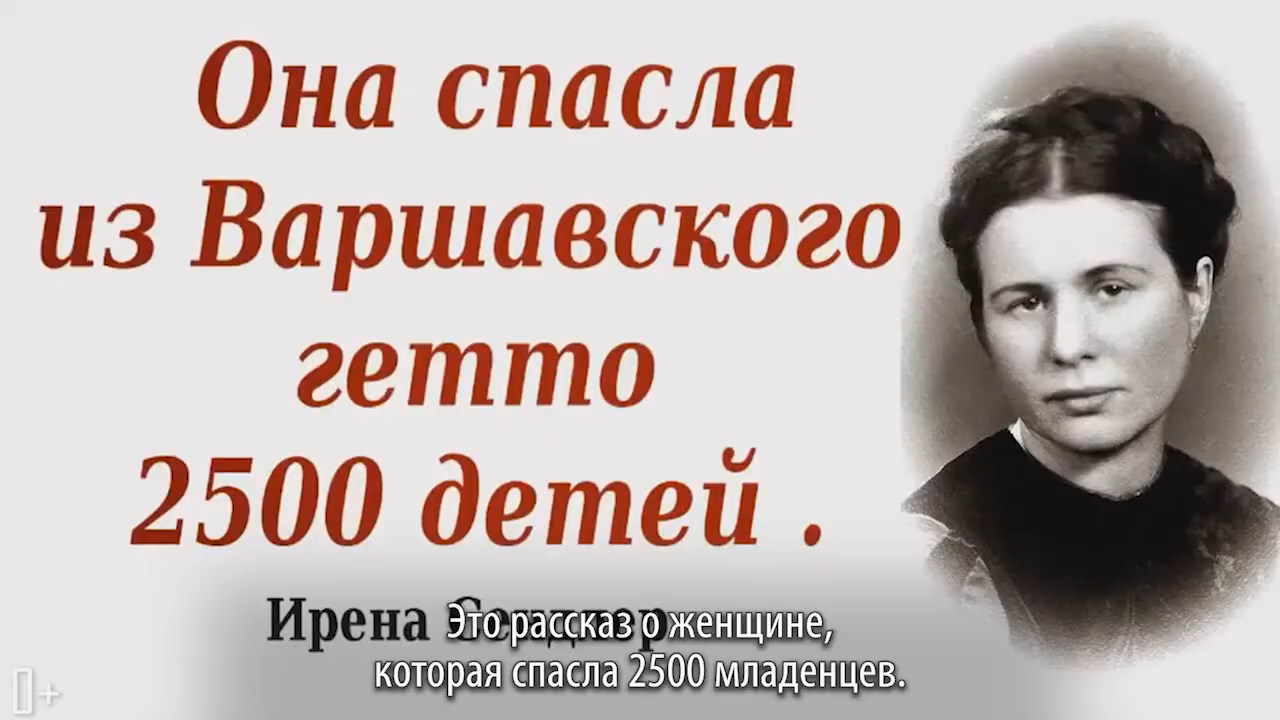 Она спасла
из Варшавского
гетто
2500 детей .
Ирена
Это рассказ о женщине,
которая спасла 2500 младенцев.
0+